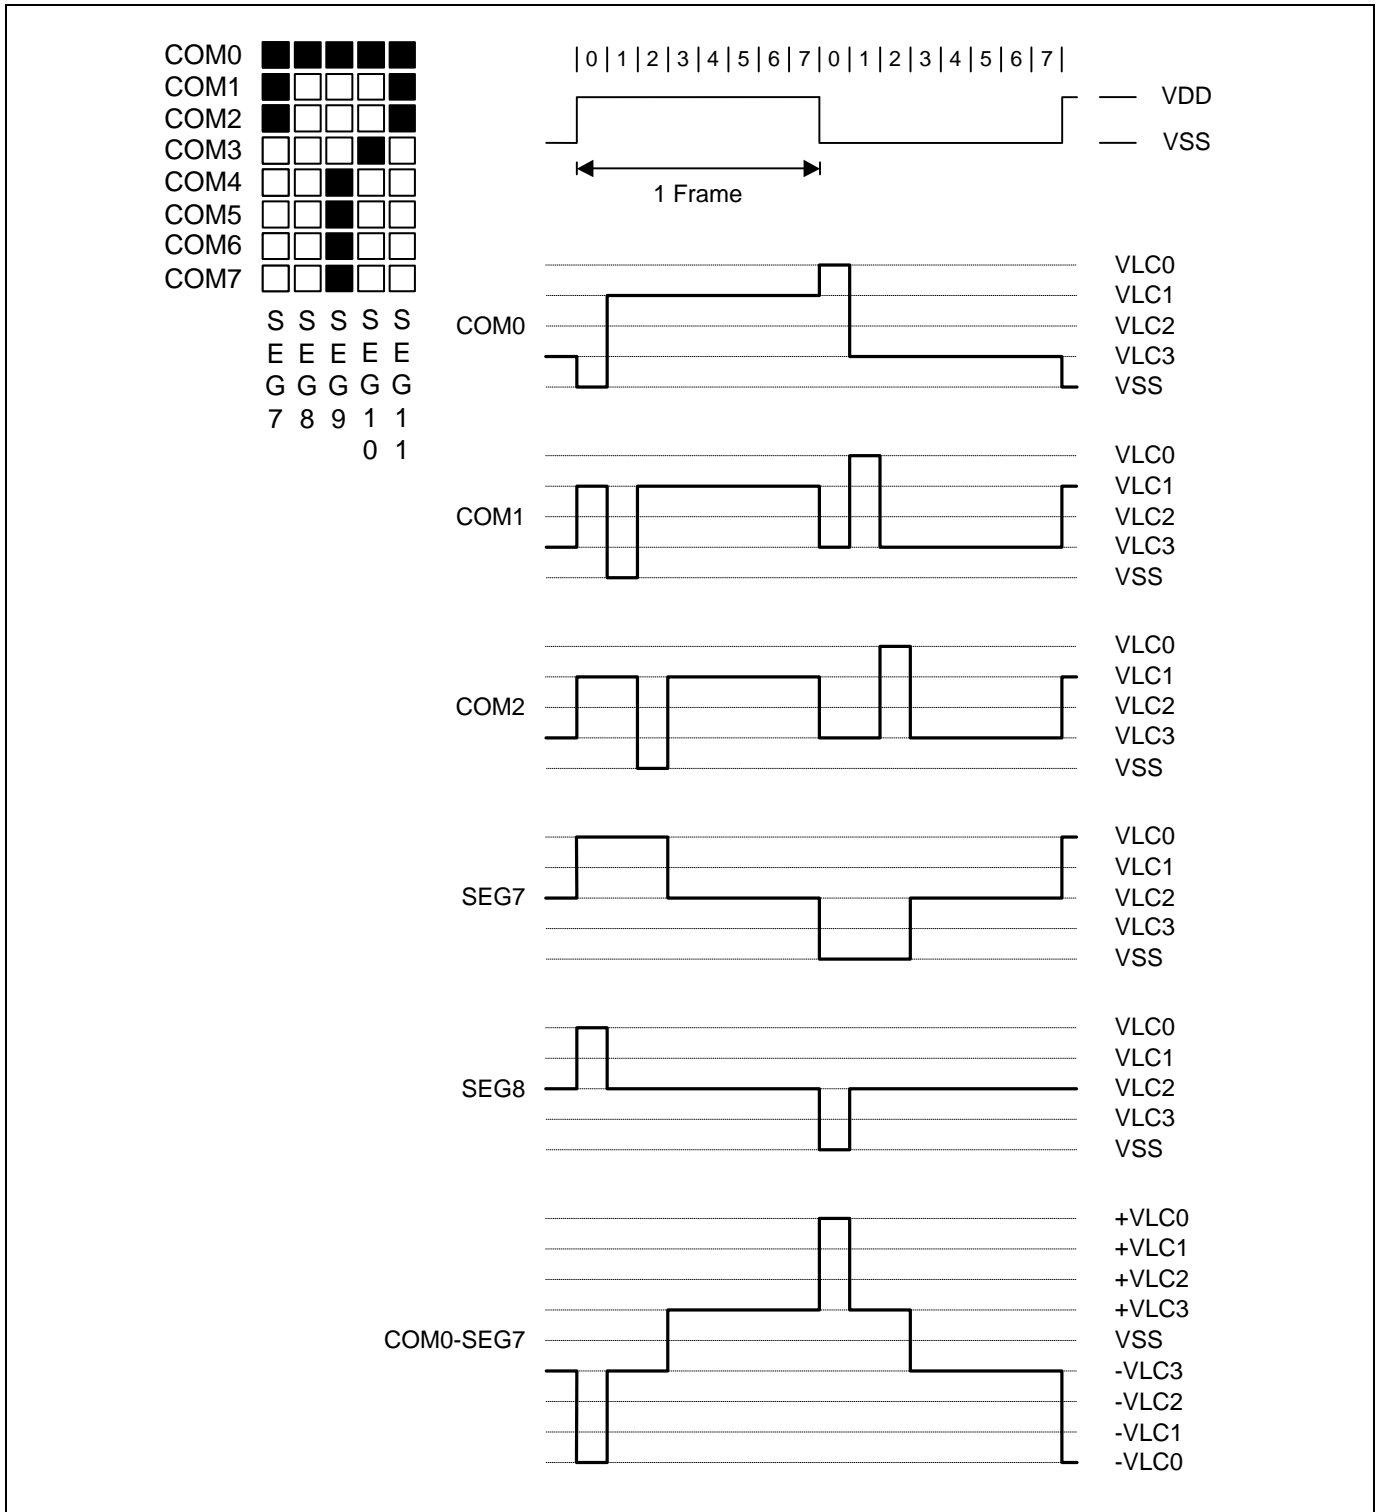 COM0
COM1
COM2
COM3
COM4
COM5
COM6
COM7
S S S S S
E E E E E
G G G G G
7 8 9 1 1
0 1
|0|1|2|3|4|5|6|7|0|1|2|3|4|5|6|7|
VDD
VSS
1 Frame
COM0
VLC0
VLC1
VLC2
VLC3
VSS
COM1
VLC0
VLC1
VLC2
VLC3
VSS
COM2
VLC0
VLC1
VLC2
VLC3
VSS
SEG7
VLC0
VLC1
VLC2
VLC3
VSS
SEG8
VLC0
VLC1
VLC2
VLC3
VSS
COM0-SEG7
+VLC0
+VLC1
+VLC2
+VLC3
VSS
-VLC3
-VLC2
-VLC1
-VLC0